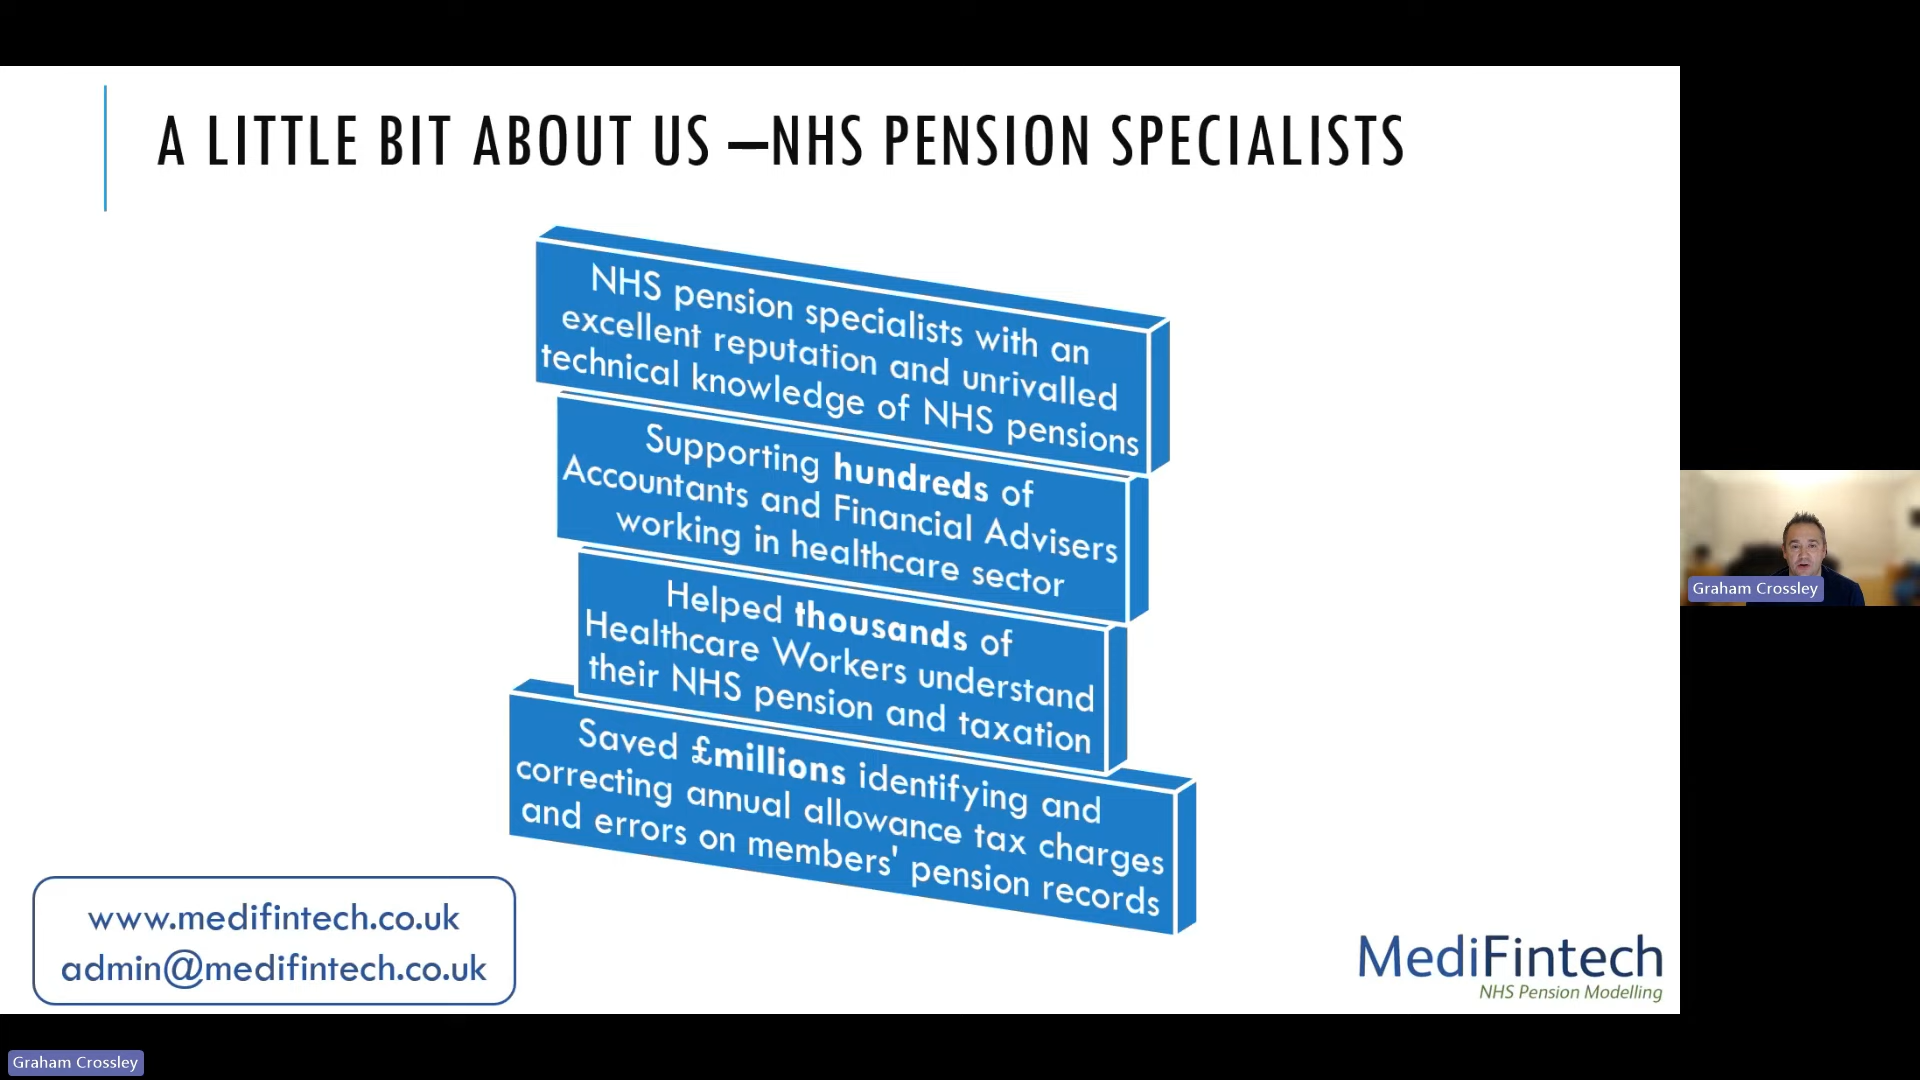 A LITTLE BIT ABOUT US –NHS PENSION SPECIALISTS
NHS pension specialists with an
excellent reputation and unrivalled
technical knowledge of NHS pensions
Supporting hundreds of
Accountants and Financial Advisers
working in healthcare sector
Helped thousands of
Healthcare Workers understand
their NHS pension and taxation
Saved £millions identifying and
correcting annual allowance tax charges
and errors on members' pension records
www.medifintech.co.uk
admin@medifintech.co.uk
MediFintech
NHS Pension Modelling
Graham Crossley
Graham Crossley